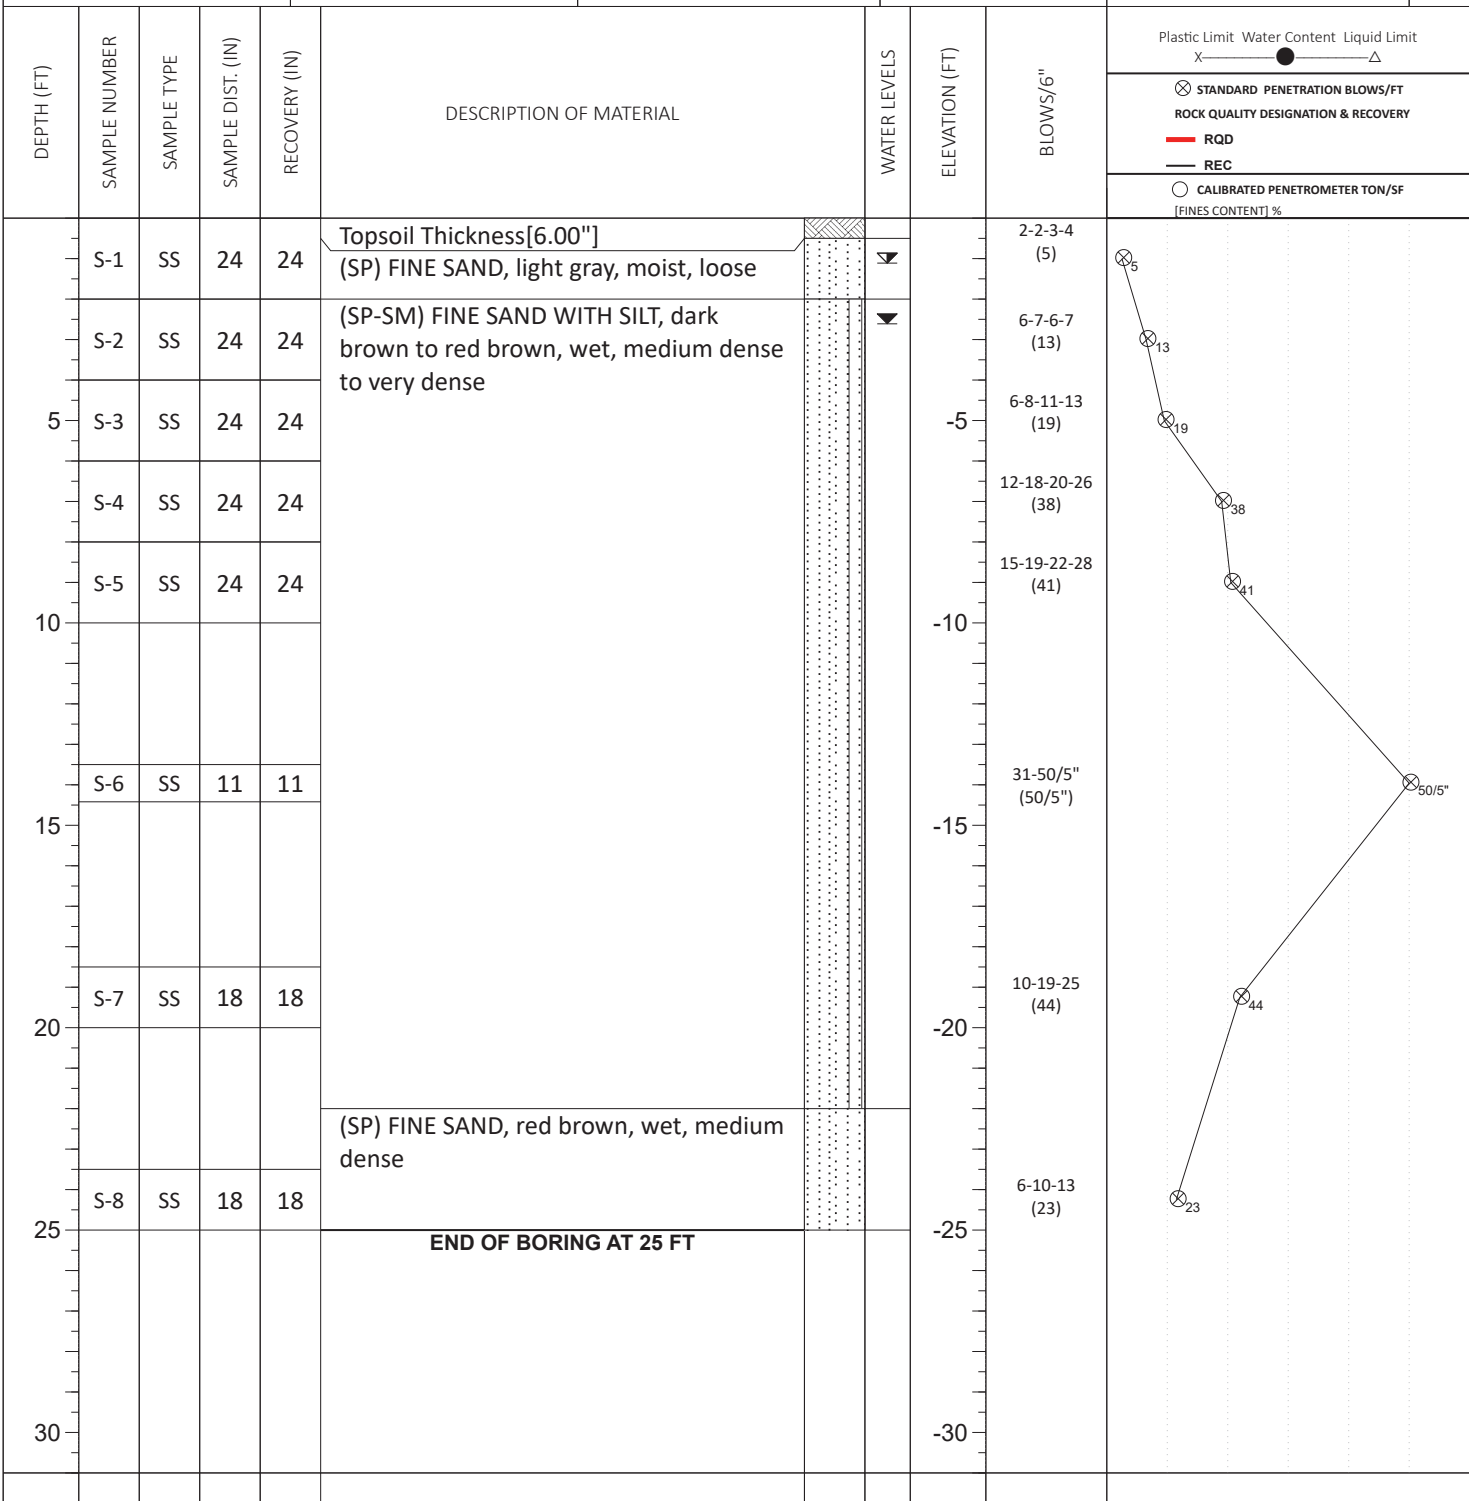 DEPTH (FT)
SAMPLE NUMBER
SAMPLE TYPE
SAMPLE DIST. (IN)
RECOVERY (IN)
DESCRIPTION OF MATERIAL
WATER LEVELS
ELEVATION (FT)
BLOWS/6"
Plastic Limit Water Content Liquid Limit
X
STANDARD PENETRATION BLOWS/FT
ROCK QUALITY DESIGNATION & RECOVERY
RQD
REC
CALIBRATED PENETROMETER TON/SF
[FINES CONTENT] %
Topsoil Thickness[6.00"]
2-2-3-4
S-1 SS 24 24 (SP) FINE SAND, light gray, moist, loose (5) 5
(SP-SM) FINE SAND WITH SILT, dark
6-7-6-7
S-2 SS 24 24 brown to red brown, wet, medium dense (13) 13
to very dense
6-8-11-13
5 S-3 SS 24 24 -5 (19) 19
12-18-20-26
S-4 SS 24 24 (38) 38
15-19-22-28
S-5 SS 24 24 (41) 41
10 -10
31-50/5"
S-6 SS 11 11 (50/5") 50/5"
15 -15
10-19-25
S-7 SS 18 18 (44) 44
20 -20
(SP) FINE SAND, red brown, wet, medium
dense
6-10-13
S-8 SS 18 18 (23) 23
25 -25
END OF BORING AT 25 FT
30 -30